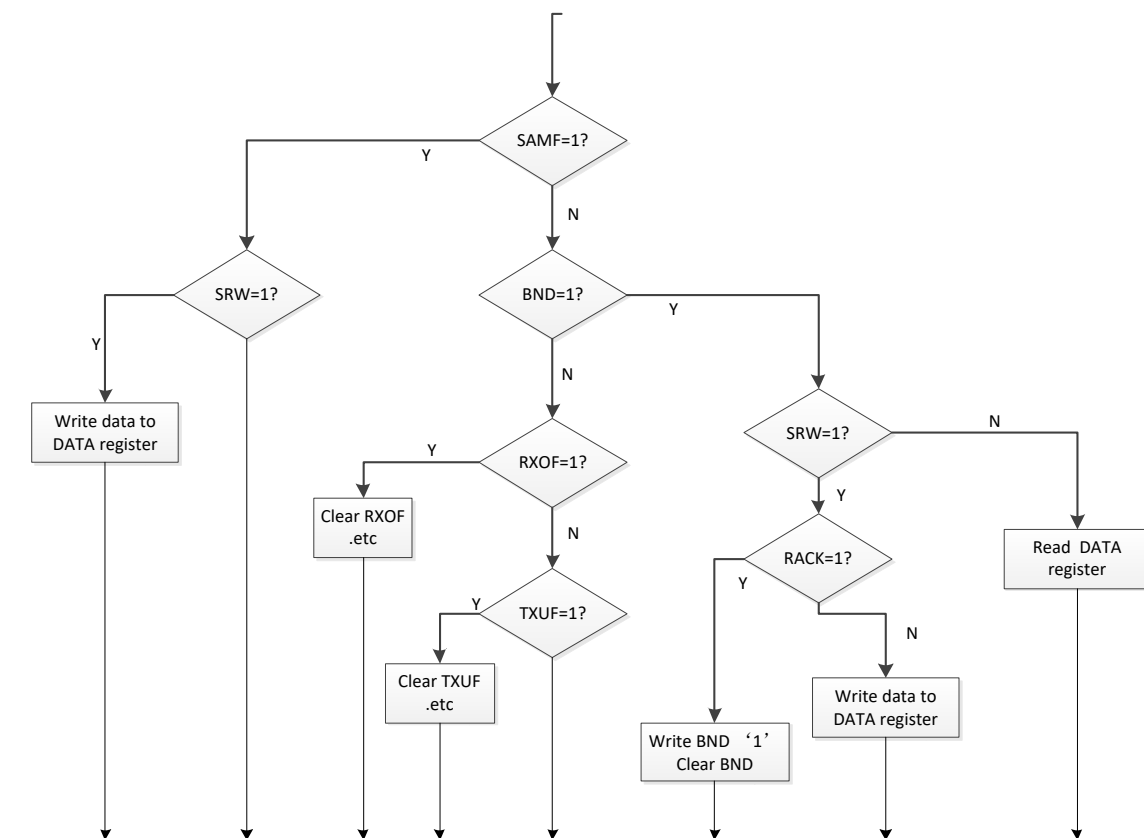 SAMF=1?
Y
N
SRW=1?
BND=1?
Y
Y
N
Write data to
DATA register
SRW=1?
N
Y
RXOF=1?
Y
Clear RXOF
.etc
N
RACK=1?
Y
N
Read DATA
register
TXUF=1?
Y
Clear TXUF
.etc
Write data to
DATA register
Write BND ‘1’
Clear BND